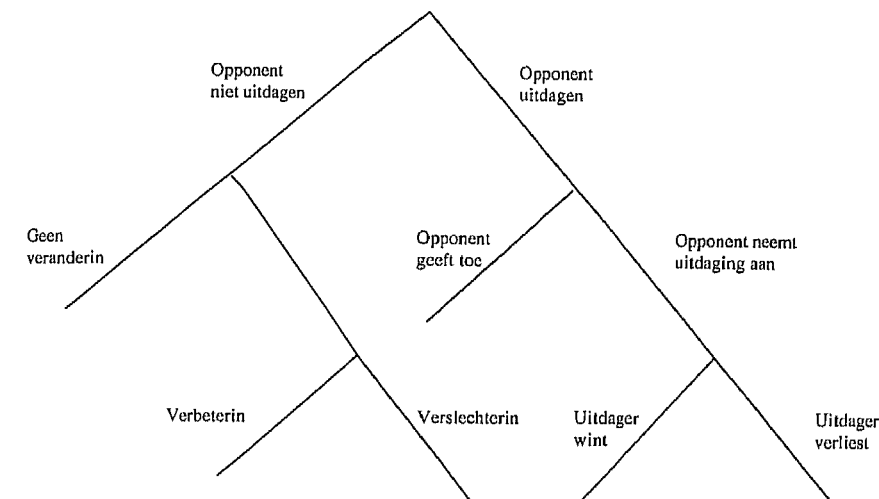 Opponent
niet uitdagen
Opponent
uitdagen
Geen
veranderin
Opponent
geeft toe
Opponent neemt
uitdaging aan
Verbeterin
Verslechterin
Uitdager
wint
Uitdager
verliest